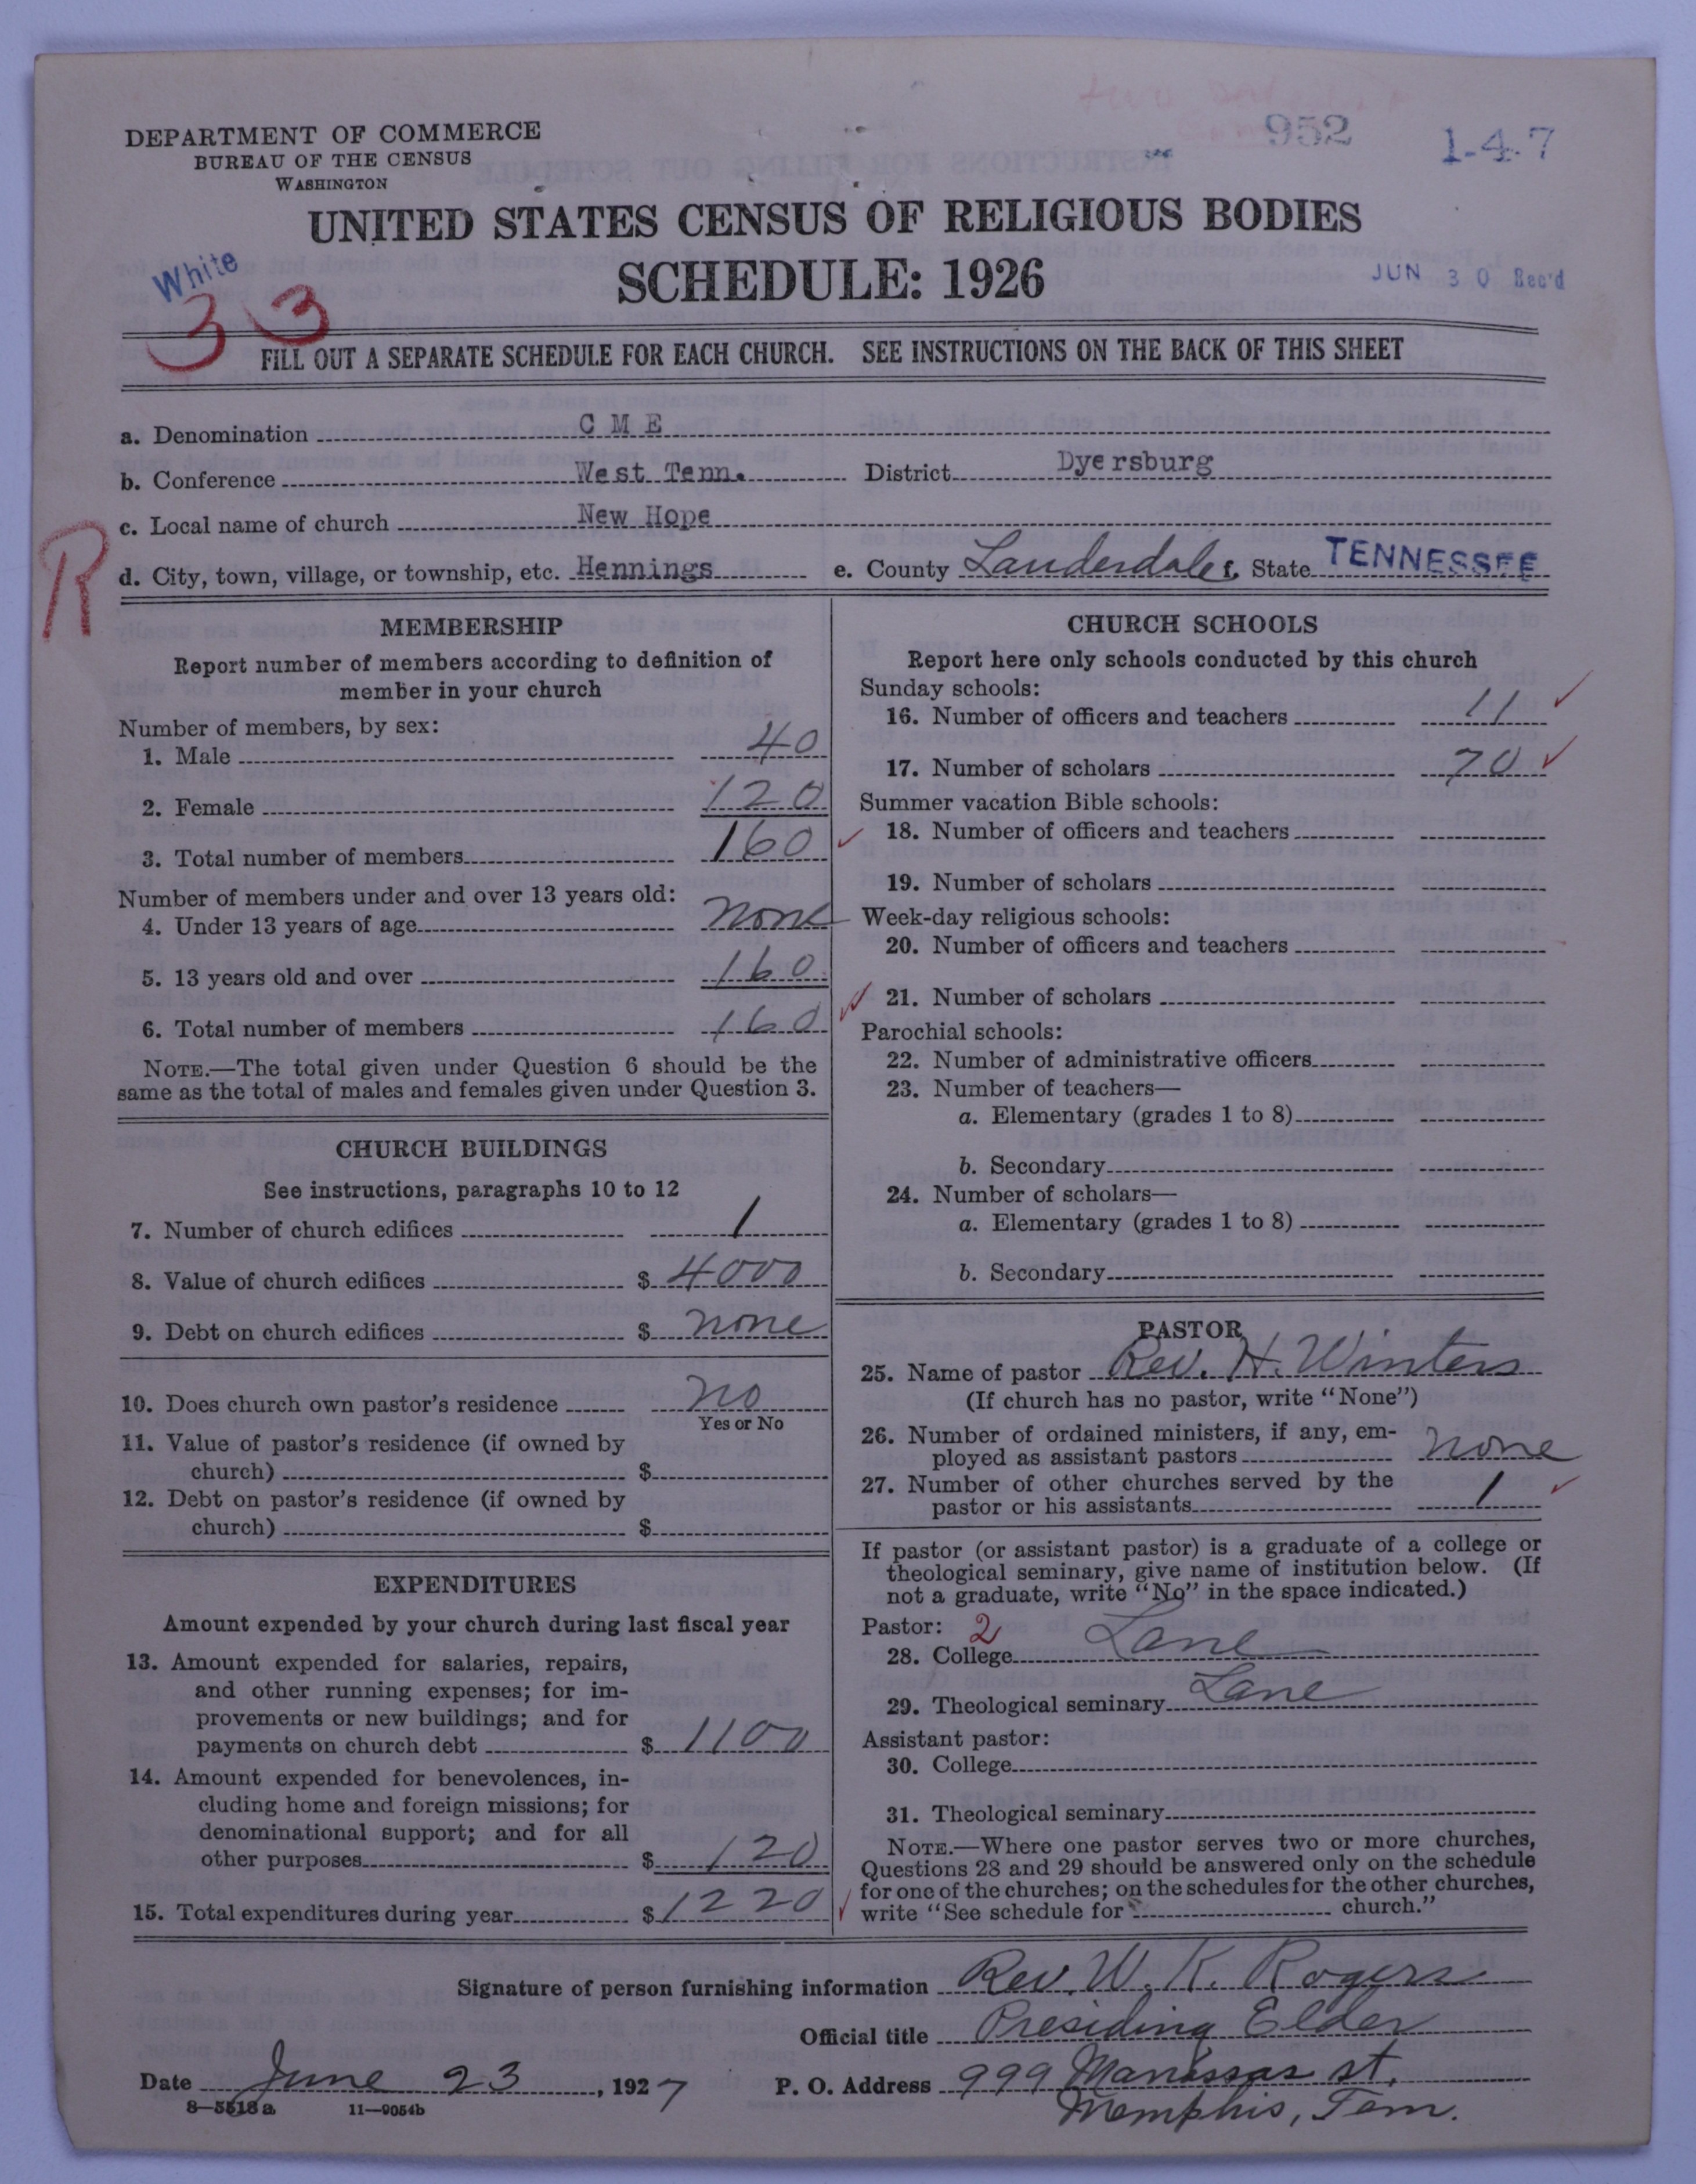 DEPARTMENT OF COMMERCE
BUREAU OF THE CENSUS
WASHINGTON
952
1-4-7
UNITED STATES CENSUS OF RELIGIOUS BODIES
SCHEDULE: 1926
White
33
JUN 30 Rec'd
FILL OUT A SEPARATE SCHEDULE FOR EACH CHURCH. SEE INSTRUCTIONS ON THE BACK OF THIS SHEET
a. Denomination C M E
b. Conference West Tenn. District Dyersburg
c. Local name of church New Hope
R
d. City, town, village, or township, etc. Hennings e. County Lauderdale f. State TENNESSEE
MEMBERSHIP
Report number of members according to definition of
member in your church
Number of members, by sex:
1. Male 40
2. Female 120
3. Total number of members 160
Number of members under and over 13 years old:
4. Under 13 years of age none
5. 13 years old and over 160
6. Total number of members 160
NOTE.—The total given under Question 6 should be the
same as the total of males and females given under Question 3.
CHURCH BUILDINGS
See instructions, paragraphs 10 to 12
7. Number of church edifices 1
8. Value of church edifices $ 4000
9. Debt on church edifices $ none
10. Does church own pastor's residence no
Yes or No
11. Value of pastor's residence (if owned by
church) $
12. Debt on pastor's residence (if owned by
church) $
EXPENDITURES
Amount expended by your church during last fiscal year
13. Amount expended for salaries, repairs,
and other running expenses; for im-
provements or new buildings; and for
payments on church debt $ 1100
14. Amount expended for benevolences, in-
cluding home and foreign missions; for
denominational support; and for all
other purposes $ 120
15. Total expenditures during year $ 1220
CHURCH SCHOOLS
Report here only schools conducted by this church
Sunday schools:
16. Number of officers and teachers 11
17. Number of scholars 70
Summer vacation Bible schools:
18. Number of officers and teachers
19. Number of scholars
Week-day religious schools:
20. Number of officers and teachers
21. Number of scholars
Parochial schools:
22. Number of administrative officers
23. Number of teachers—
a. Elementary (grades 1 to 8)
b. Secondary
24. Number of scholars—
a. Elementary (grades 1 to 8)
b. Secondary
PASTOR
25. Name of pastor Rev. H. Winters
(If church has no pastor, write "None")
26. Number of ordained ministers, if any, em-
ployed as assistant pastors none
27. Number of other churches served by the
pastor or his assistants 1
If pastor (or assistant pastor) is a graduate of a college or
theological seminary, give name of institution below. (If
not a graduate, write "No" in the space indicated.)
Pastor: 2
28. College Lane
29. Theological seminary Lane
Assistant pastor:
30. College
31. Theological seminary
NOTE.—Where one pastor serves two or more churches,
Questions 28 and 29 should be answered only on the schedule
for one of the churches; on the schedules for the other churches,
write "See schedule for church."
Signature of person furnishing information Rev. W. K. Rogers
Official title Presiding Elder
Date June 23, 1927 P. O. Address 999 Manassas st.
Memphis, Tenn.
8—5518a 11—9054b